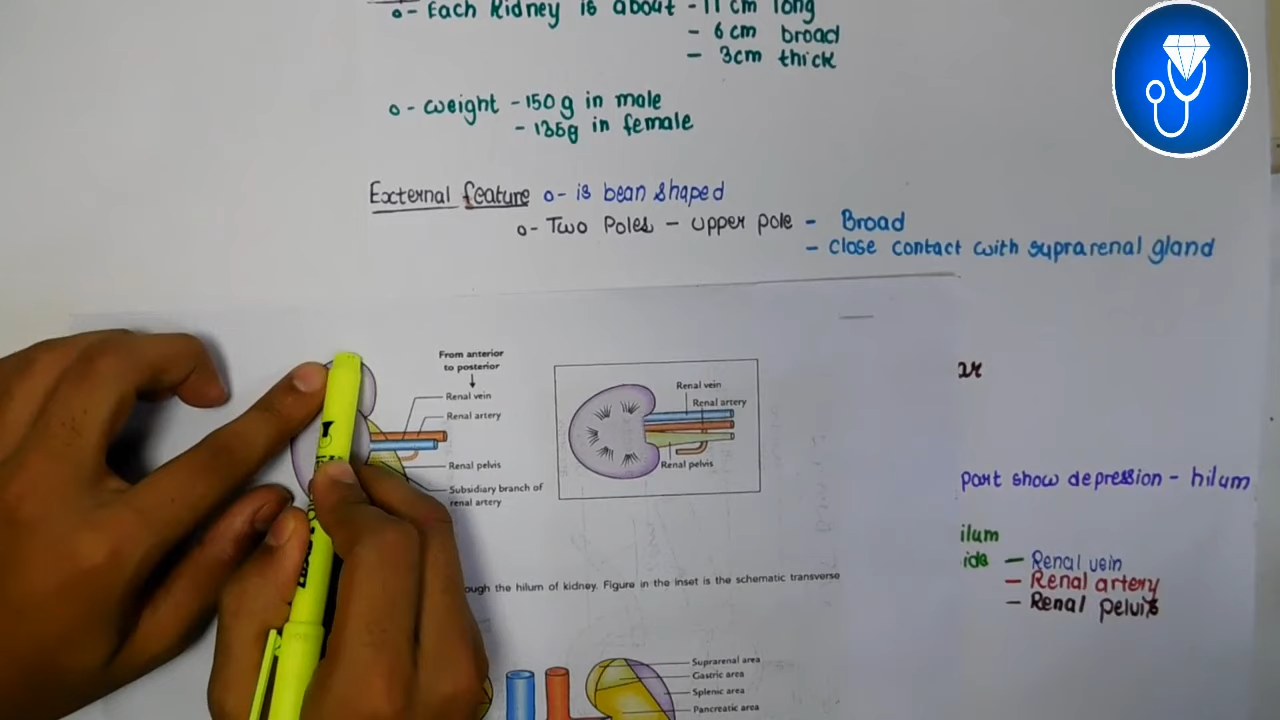 o- Each Kidney is about - 11 cm long
- 6cm broad
- 3cm thick
o- weight - 150 g in male
- 135g in female
External feature o- is bean shaped
o- Two Poles - upper pole - Broad
- close contact with suprarenal gland
From anterior
to posterior
Renal vein
Renal artery
Renal pelvis
Subsidiary branch of
renal artery
Renal vein
Renal artery
Renal pelvis
part show depression - hilum
ilum
ide - Renal vein
- Renal artery
- Renal pelvis
ough the hilum of kidney. Figure in the inset is the schematic transverse
Suprarenal area
Gastric area
Splenic area
Pancreatic area